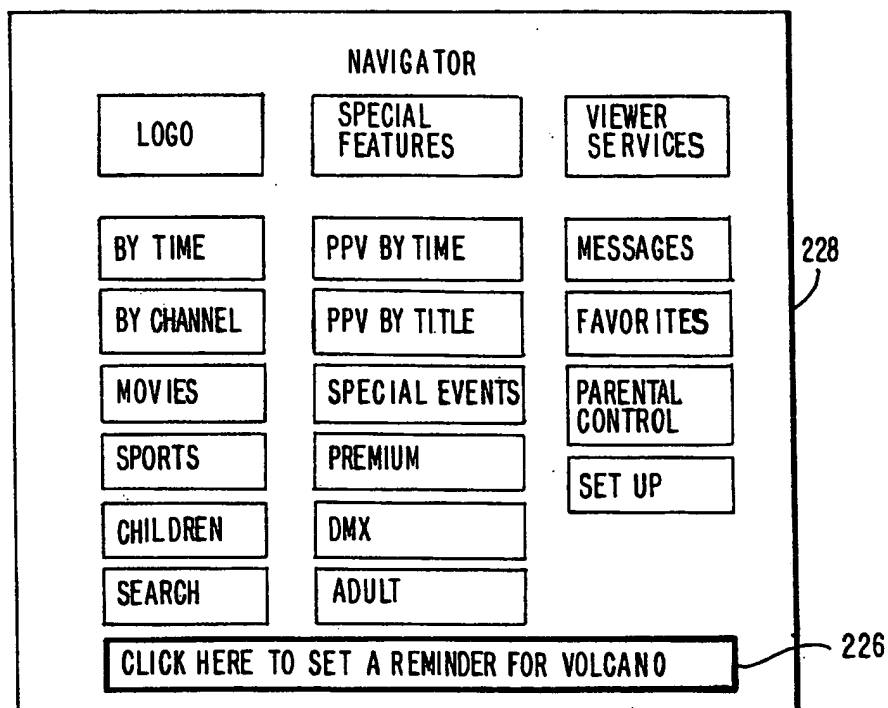 NAVIGATOR
LOGO
SPECIAL
FEATURES
VIEWER
SERVICES
BY TIME
PPV BY TIME
MESSAGES
228
BY CHANNEL
PPV BY TITLE
FAVORITES
MOVIES
SPECIAL EVENTS
PARENTAL
CONTROL
SPORTS
PREMIUM
SET UP
CHILDREN
DMX
SEARCH
ADULT
CLICK HERE TO SET A REMINDER FOR VOLCANO
226